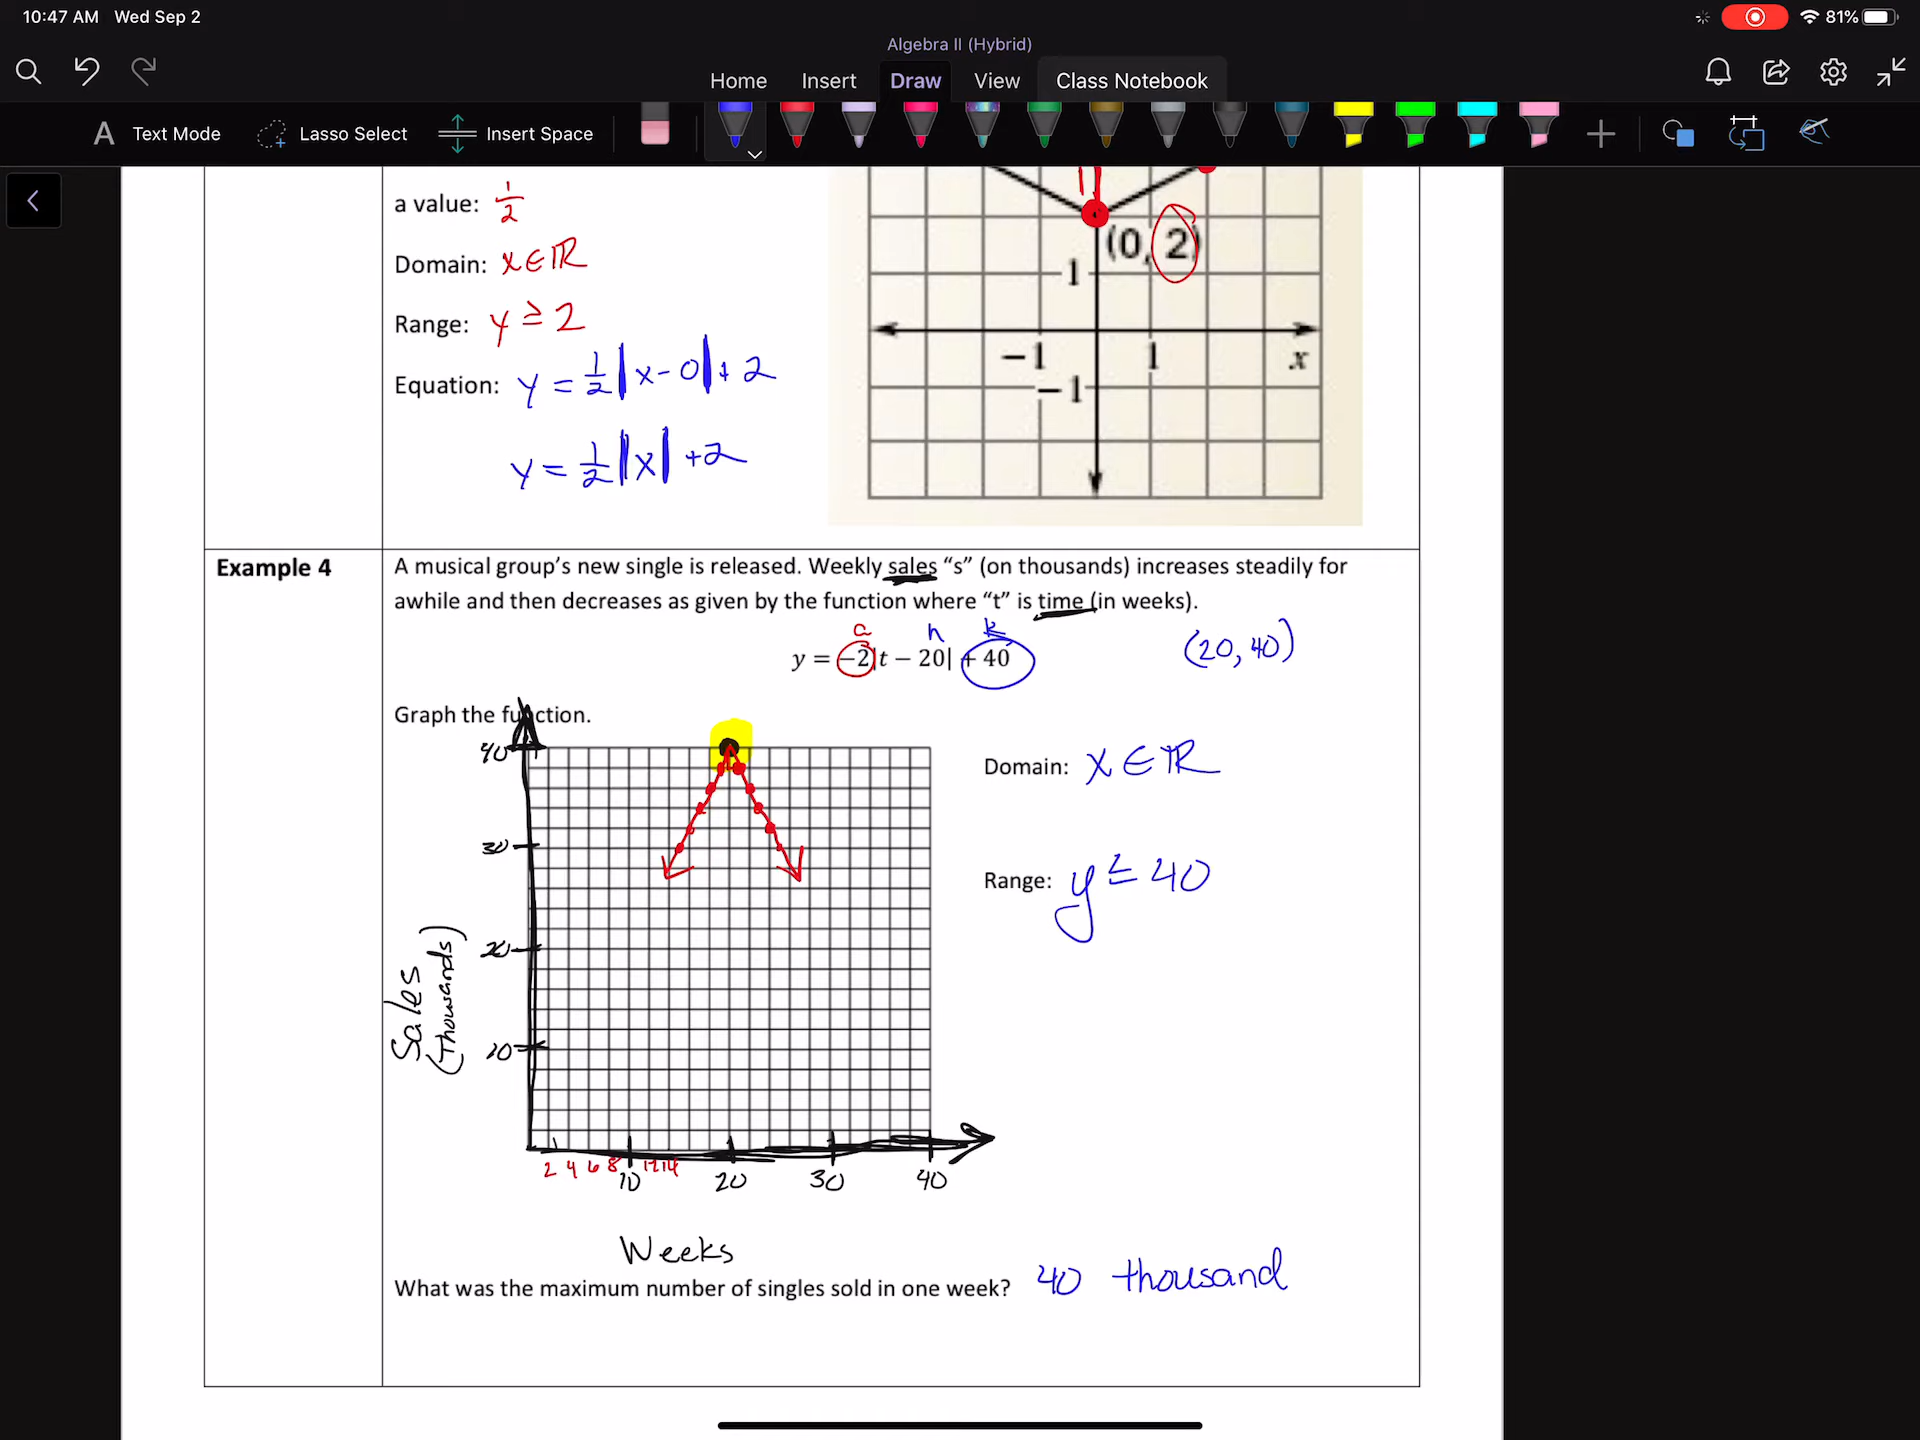 10:47 AM Wed Sep 2
81%
Algebra II (Hybrid)
Home Insert Draw View Class Notebook
A Text Mode Lasso Select Insert Space
a value: 1/2
Domain: x∈ℝ
Range: y ≥ 2
Equation: y = 1/2|x-0|+2
y = 1/2|x|+2
(0, 2)
1
−1 1 x
−1
Example 4
A musical group's new single is released. Weekly sales “s” (on thousands) increases steadily for
awhile and then decreases as given by the function where “t” is time (in weeks).
a h k
y = −2|t − 20| + 40
(20, 40)
Graph the function.
40
30
20
10
Sales
(Thousands)
2 4 6 8 12 14
10 20 30 40
Weeks
Domain: x∈ℝ
Range: y ≤ 40
What was the maximum number of singles sold in one week? 40 thousand